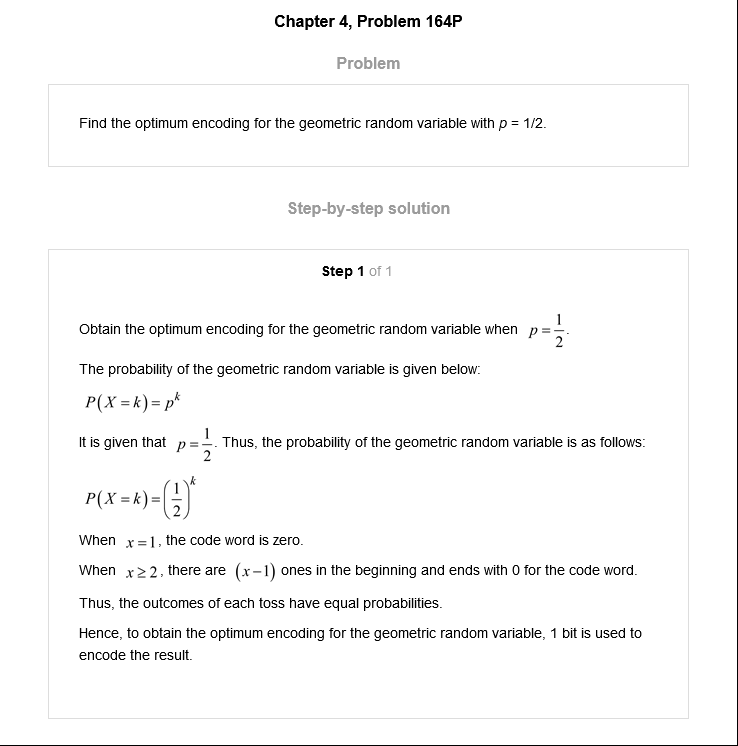 Chapter 4, Problem 164P
Problem
Find the optimum encoding for the geometric random variable with p = 1/2.
Step-by-step solution
Step 1 of 1
Obtain the optimum encoding for the geometric random variable when p = 1/2.
The probability of the geometric random variable is given below:
P(X = k) = p^k
It is given that p = 1/2. Thus, the probability of the geometric random variable is as follows:
P(X = k) = (1/2)^k
When x = 1, the code word is zero.
When x ≥ 2, there are (x − 1) ones in the beginning and ends with 0 for the code word.
Thus, the outcomes of each toss have equal probabilities.
Hence, to obtain the optimum encoding for the geometric random variable, 1 bit is used to
encode the result.